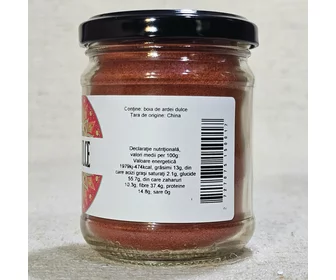 Conține: boia de ardei dulce
Țara de origine: China
Declarație nutrițională,
valori medii per 100g
Valoare energetică
1979kj-474kcal, grăsimi 13g, din
care acizi grași saturați 2.1g, glucide
55.7g, din care zaharuri
10.3g, fibre 37.4g, proteine
14.8g, sare 0g